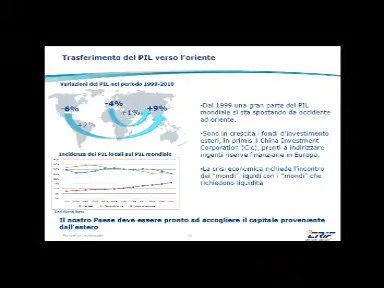 Trasferimento del PIL verso l'oriente
Variazioni del PIL nel periodo 1999-2010
-6%
-4%
+1%
+9%
+2%
Incidenza dei PIL locali sul PIL mondiale
-Dal 1999 una gran parte del PIL
mondiale si sta spostando da occidente
ad oriente.
-Sono in crescita i fondi d'investimento
esteri, in primis il China Investment
Corporation (Cic), pronti a indirizzare
ingenti risorse finanziarie in Europa.
-La crisi economica richiede l'incontro
dei "mondi" liquidi con i "mondi" che
richiedono liquidità
Il nostro Paese deve essere pronto ad accogliere il capitale proveniente
dall'estero
CRIF